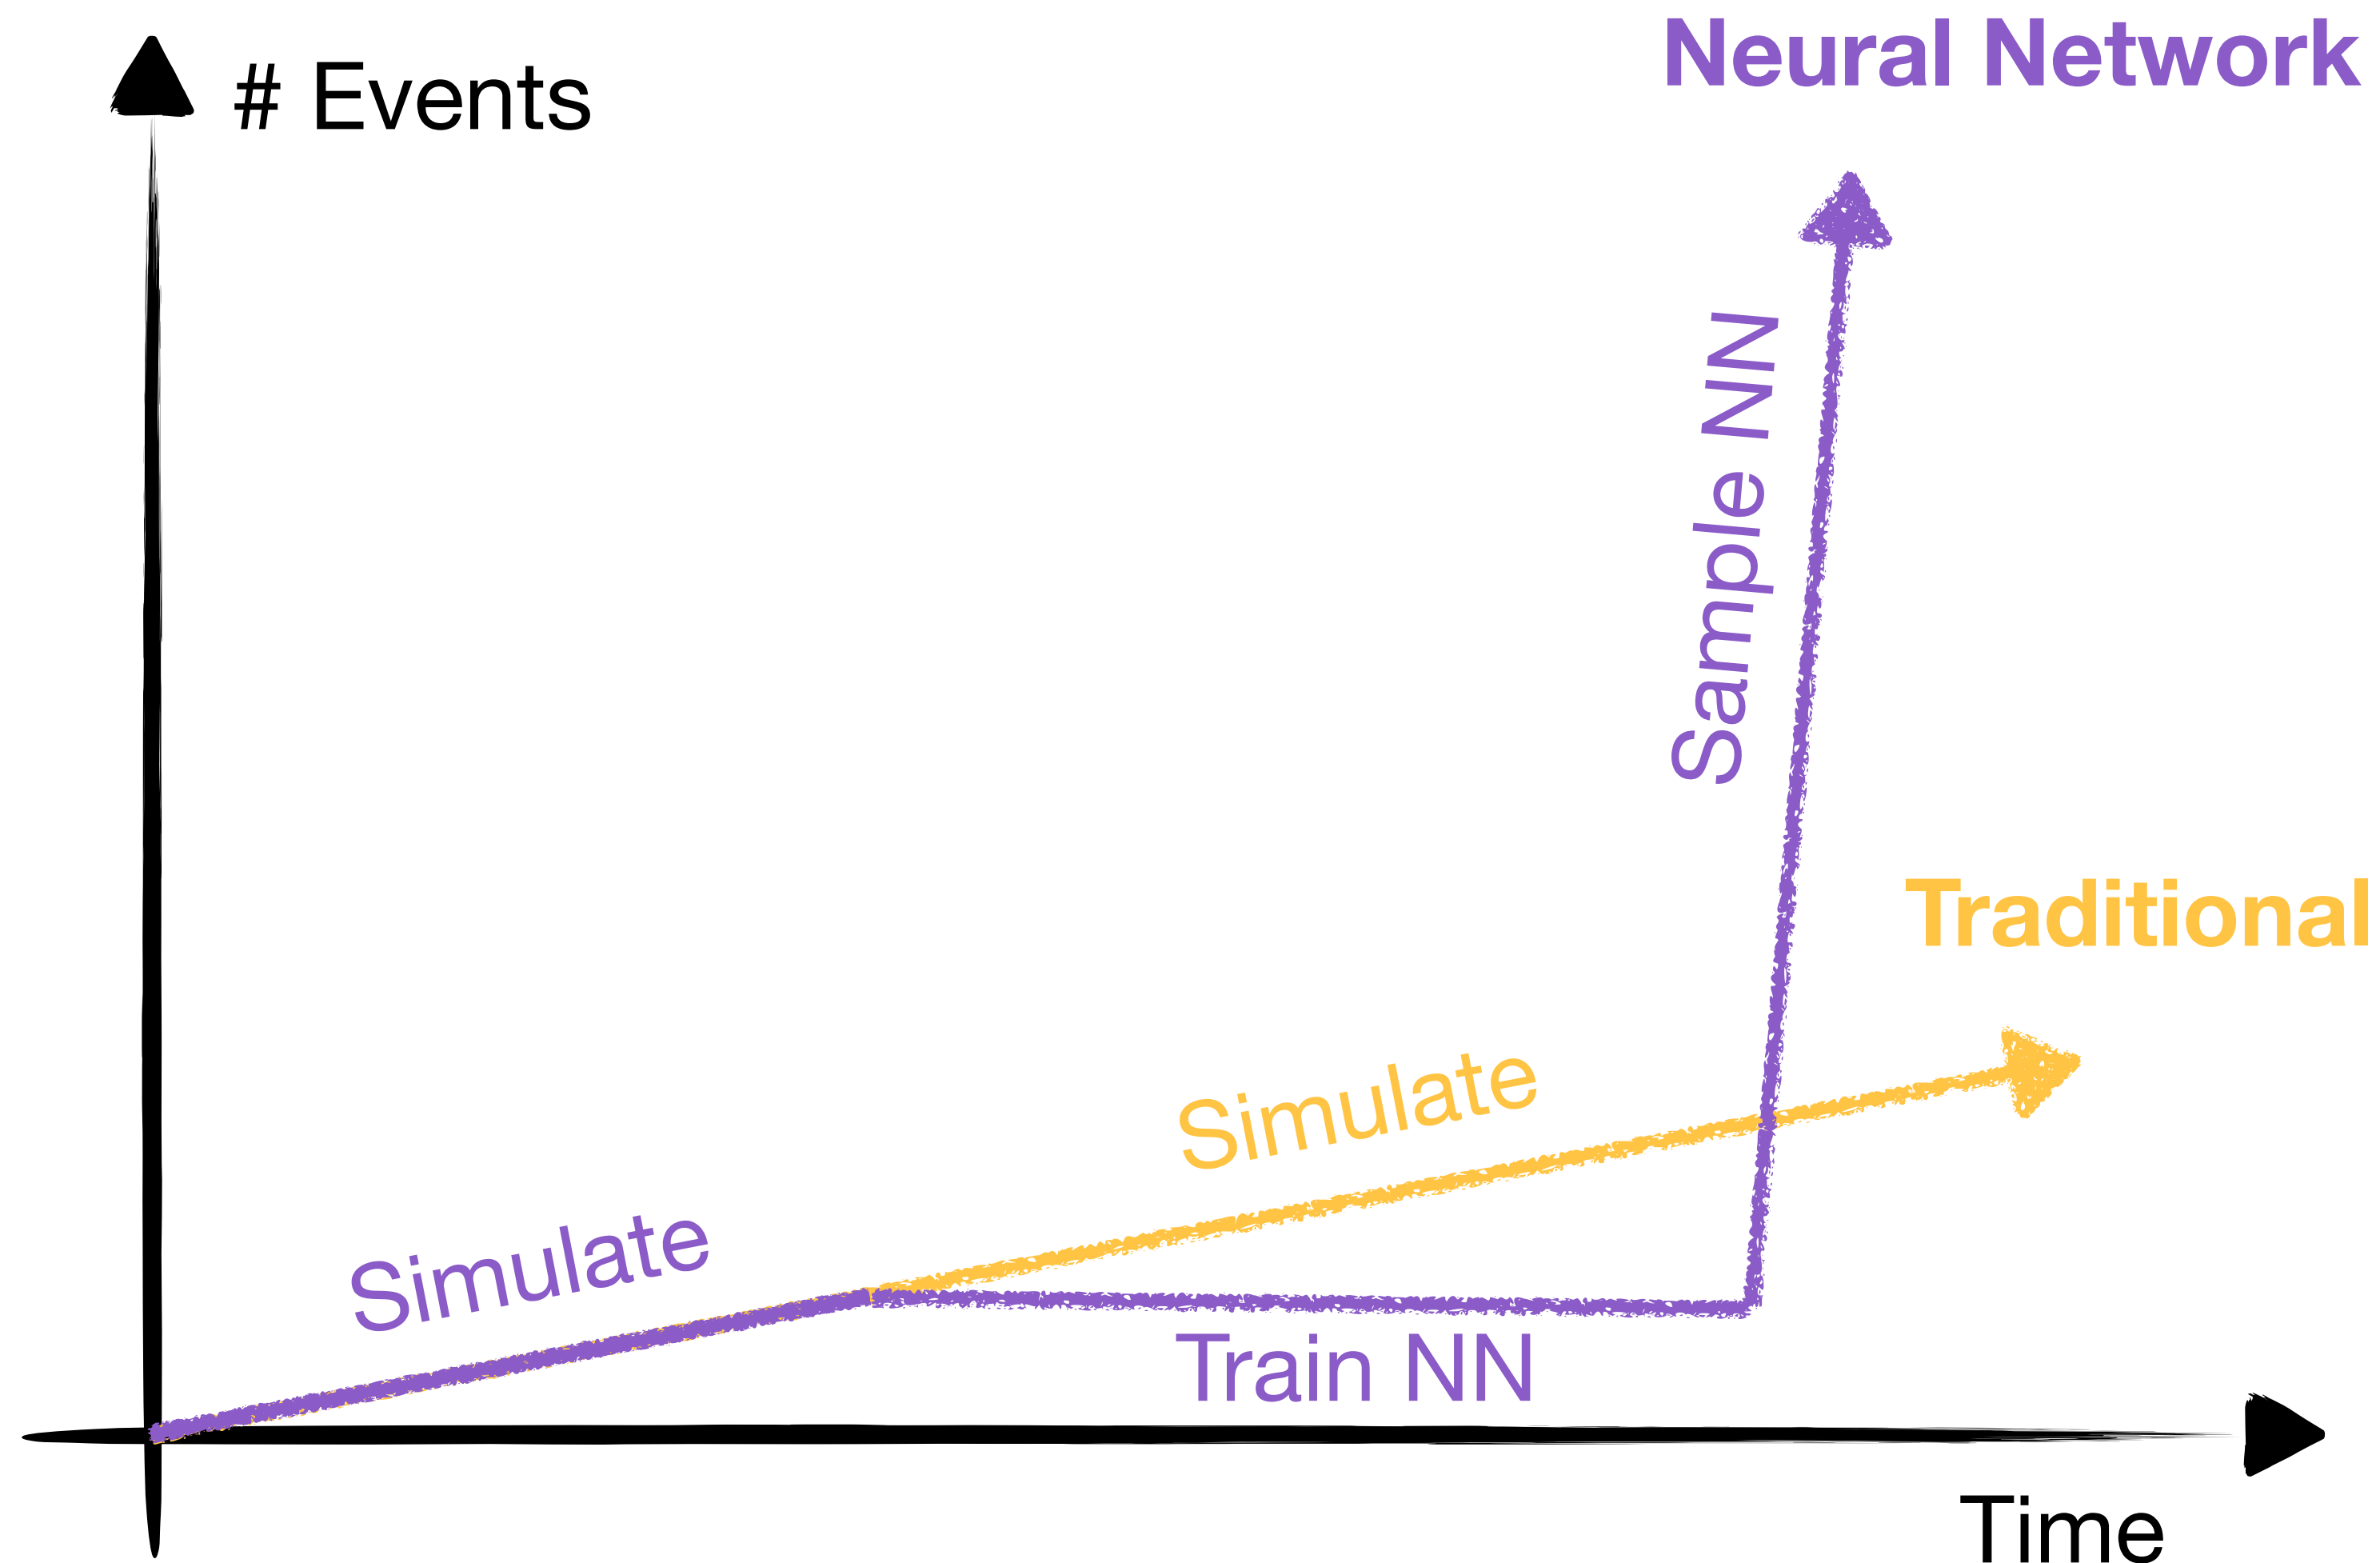 Neural Network
# Events
Sample NN
Traditional
Simulate
Simulate
Train NN
Time